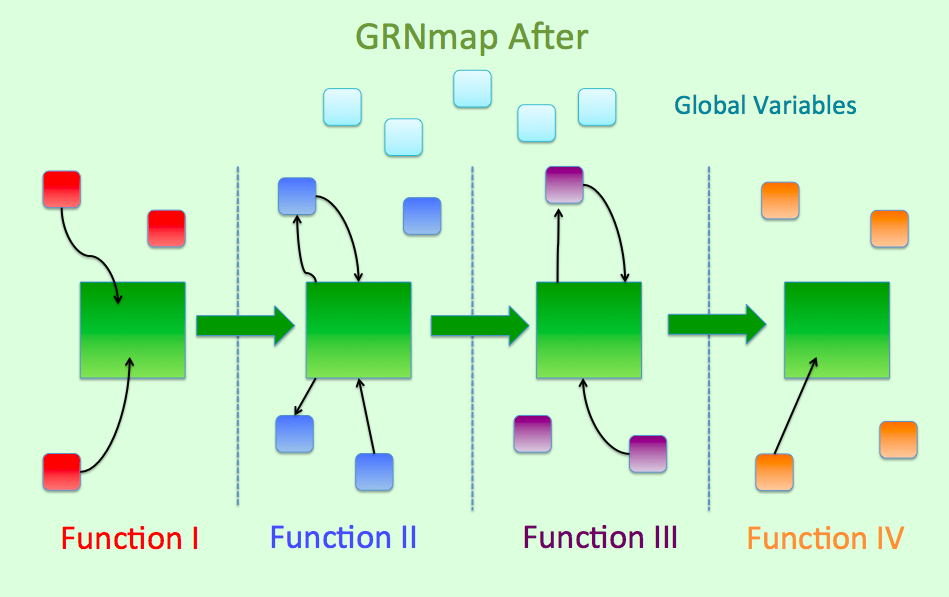 GRNmap After
Global Variables
Function I
Function II
Function III
Function IV